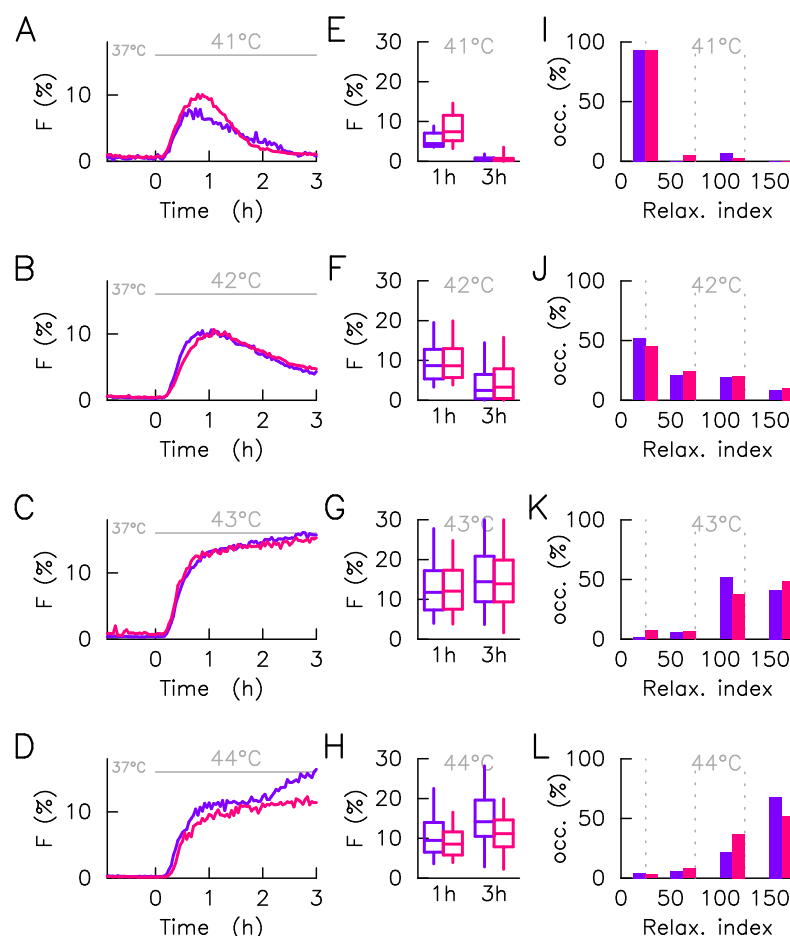 A
37°C
41°C
F (%)
10
0
0 1 2 3
Time (h)
E
41°C
F (%)
30
20
10
0
1h 3h
I
41°C
occ. (%)
100
50
0
0 50 100 150
Relax. index
B
37°C
42°C
F (%)
10
0
0 1 2 3
Time (h)
F
42°C
F (%)
30
20
10
0
1h 3h
J
42°C
occ. (%)
100
50
0
0 50 100 150
Relax. index
C
37°C
43°C
F (%)
10
0
0 1 2 3
Time (h)
G
43°C
F (%)
30
20
10
0
1h 3h
K
43°C
occ. (%)
100
50
0
0 50 100 150
Relax. index
D
37°C
44°C
F (%)
10
0
0 1 2 3
Time (h)
H
44°C
F (%)
30
20
10
0
1h 3h
L
44°C
occ. (%)
100
50
0
0 50 100 150
Relax. index